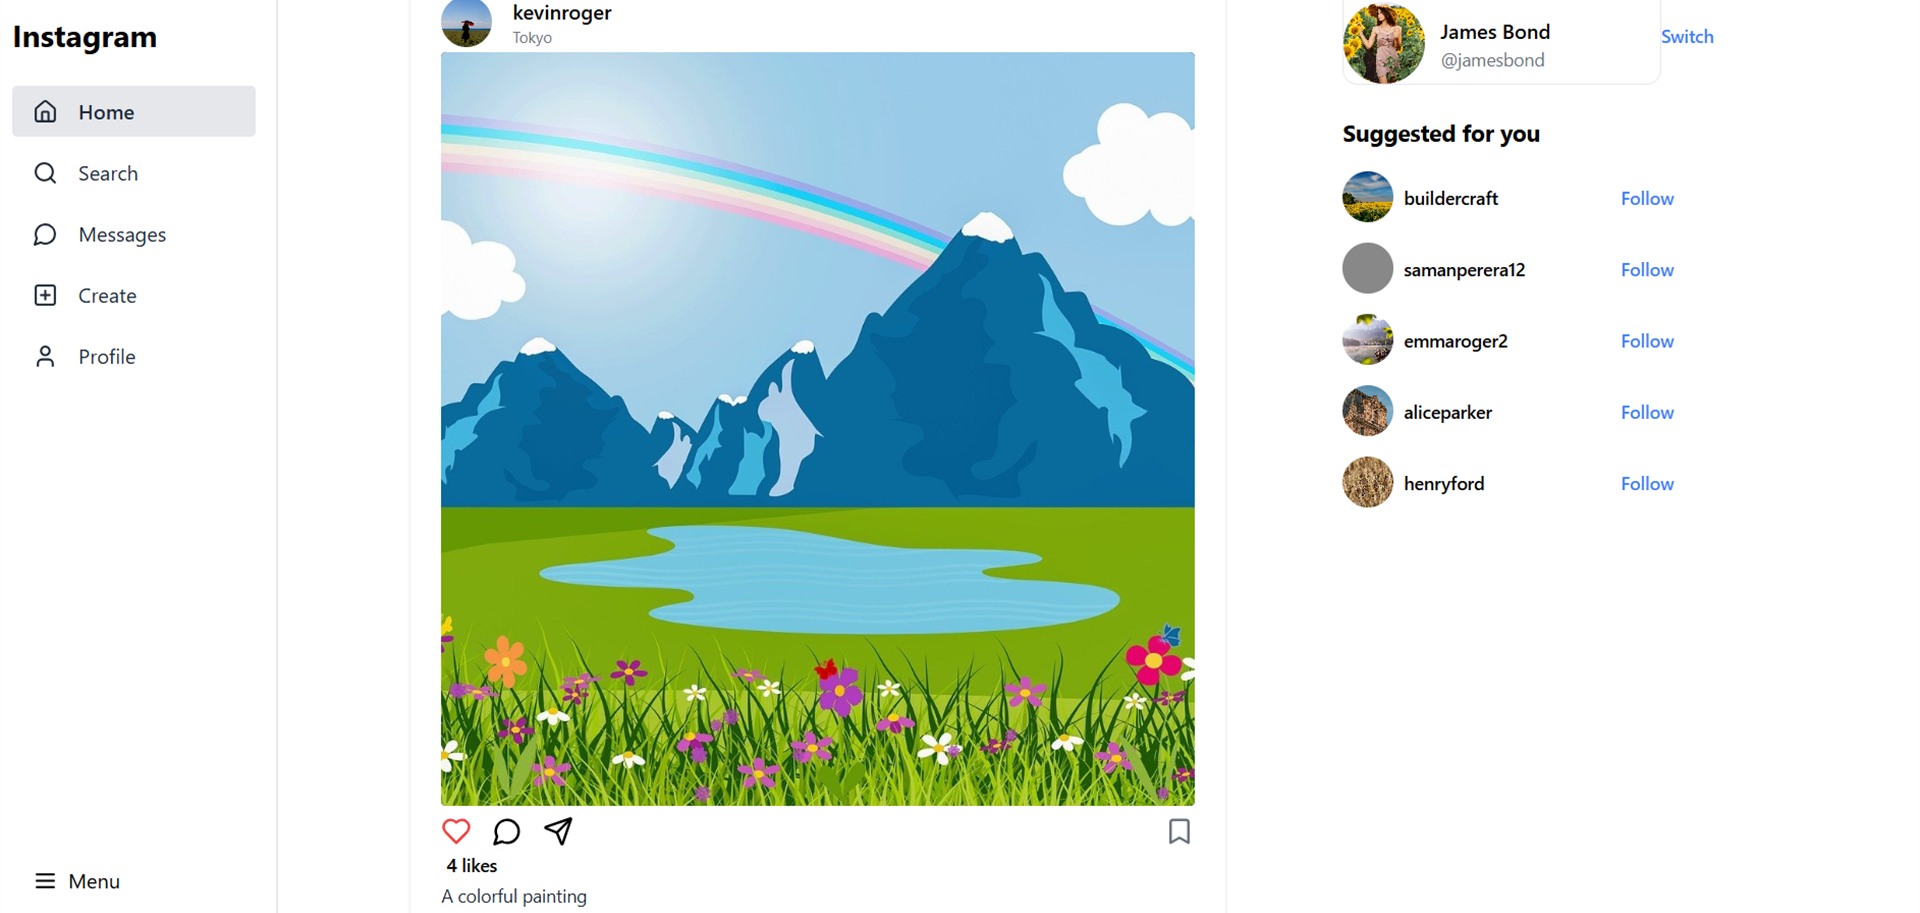 Instagram
Home
Search
Messages
Create
Profile
Menu
kevinroger
Tokyo
4 likes
A colorful painting
James Bond
@jamesbond
Switch
Suggested for you
buildercraft Follow
samanperera12 Follow
emmaroger2 Follow
aliceparker Follow
henryford Follow